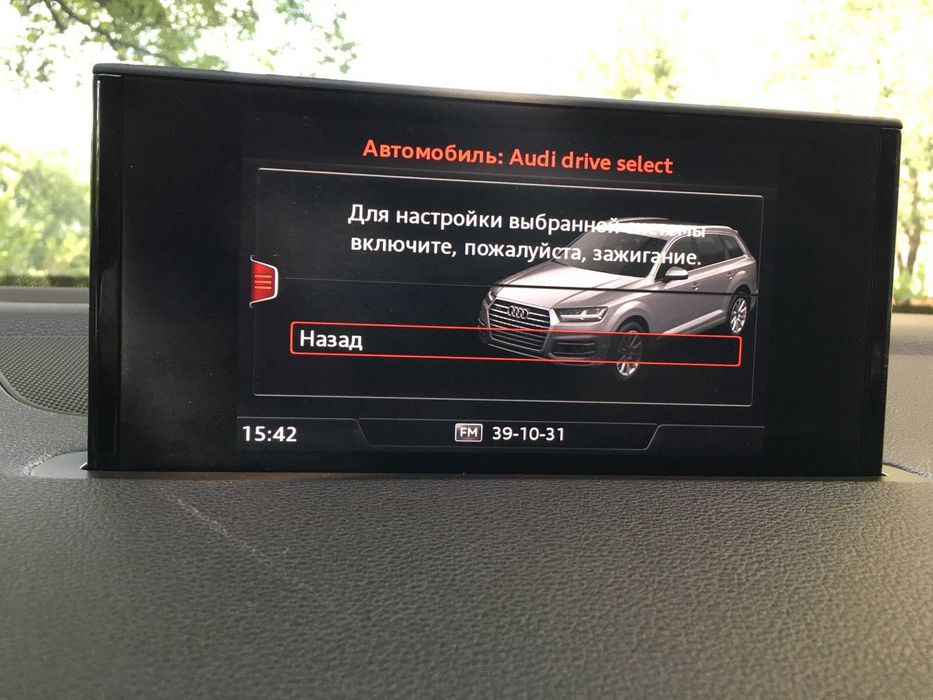 Автомобиль: Audi drive select
Для настройки выбранной системы
включите, пожалуйста, зажигание.
Назад
15:42 FM 39-10-31